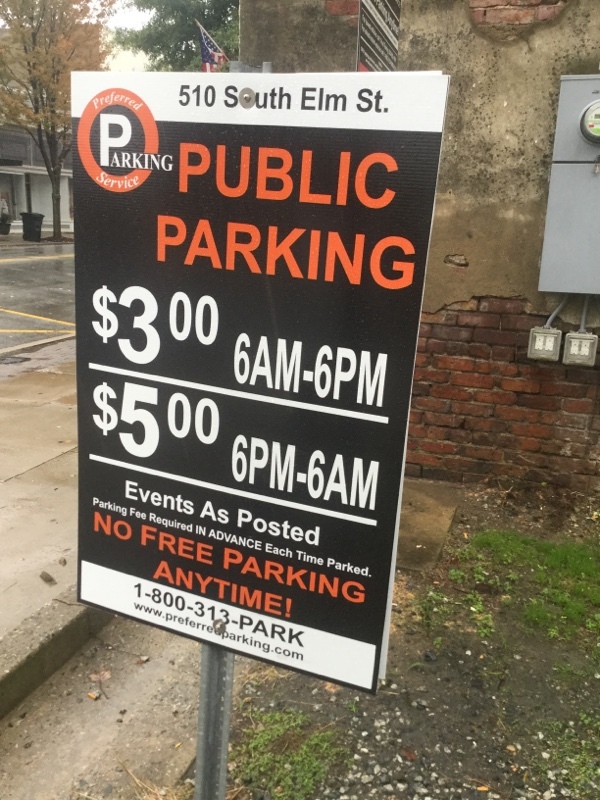 510 South Elm St.
Preferred
PARKING
Service
PUBLIC
PARKING
$3.00 6AM-6PM
$5.00 6PM-6AM
Events As Posted
Parking Fee Required IN ADVANCE Each Time Parked.
NO FREE PARKING
ANYTIME!
1-800-313-PARK
www.preferredparking.com